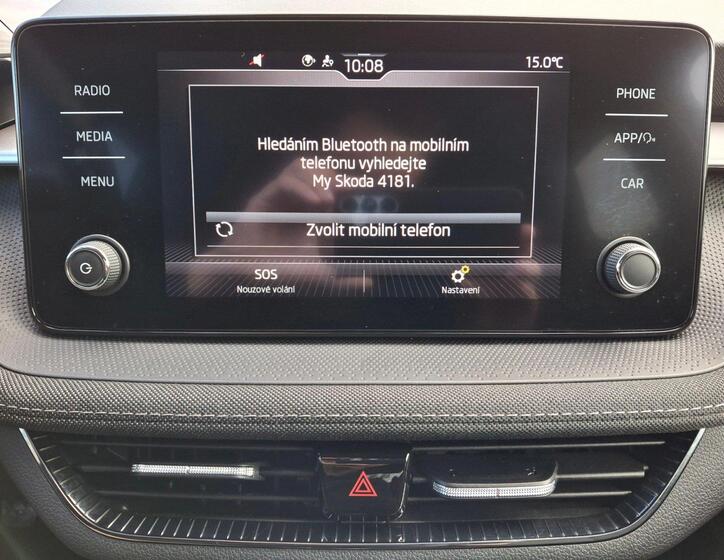 10:08
15.0°C
RADIO
MEDIA
MENU
Hledáním Bluetooth na mobilním
telefonu vyhledejte
My Skoda 4181.
Zvolit mobilní telefon
SOS
Nouzové volání
Nastavení
PHONE
APP/
CAR